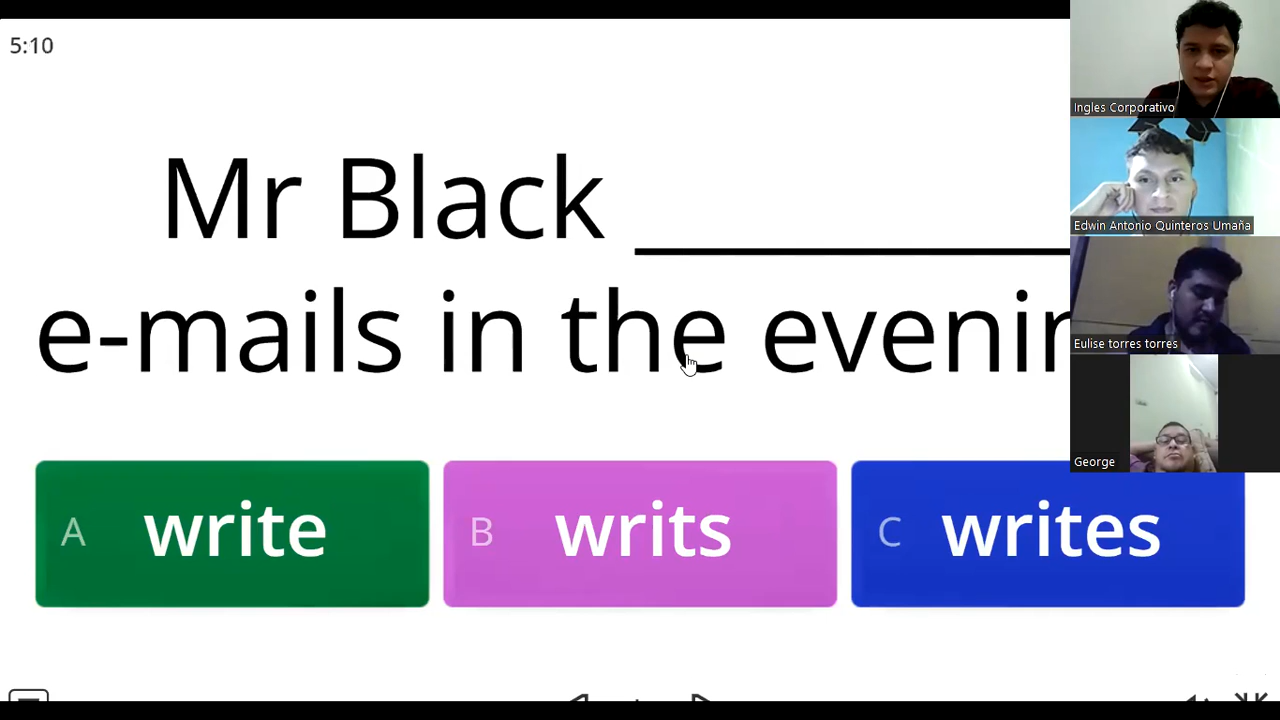 5:10
Mr Black ___
e-mails in the evenin
A write
B writs
C writes
Ingles Corporativo
Edwin Antonio Quinteros Umaña
Eulise torres torres
George